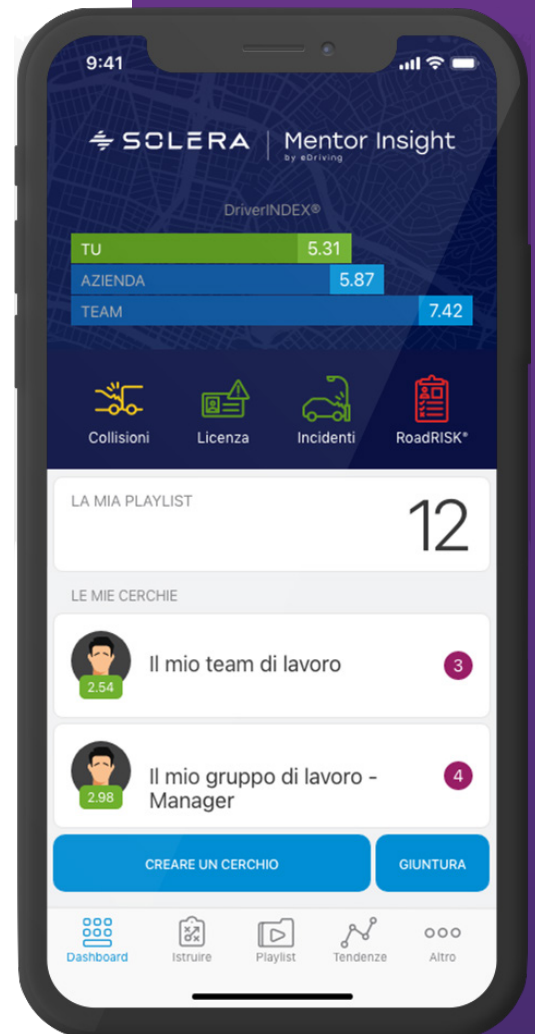 9:41
SOLERA | Mentor Insight
by eDriving
DriverINDEX®
TU 5.31
AZIENDA 5.87
TEAM 7.42
Collisioni Licenza Incidenti RoadRISK®
LA MIA PLAYLIST
12
LE MIE CERCHIE
Il mio team di lavoro 3
2.54
Il mio gruppo di lavoro - 4
Manager
2.98
CREARE UN CERCHIO GIUNTURA
Dashboard Istruire Playlist Tendenze Altro